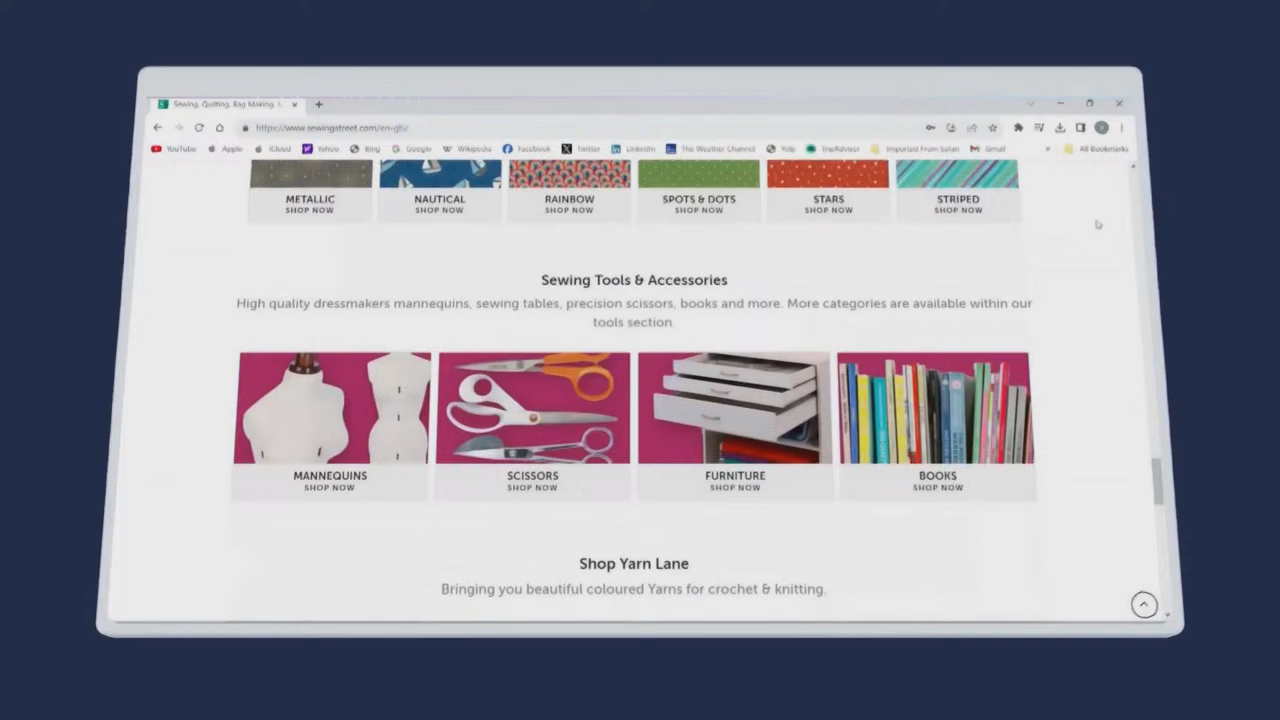 Sewing, Quilting, Bag Making, S
https://www.sewingstreet.com/en-gb/
YouTube Apple iCloud Yahoo Bing Google Wikipedia Facebook Twitter LinkedIn The Weather Channel Yelp TripAdvisor Imported From Safari Gmail » All Bookmarks
METALLIC NAUTICAL RAINBOW SPOTS & DOTS STARS STRIPED
SHOP NOW SHOP NOW SHOP NOW SHOP NOW SHOP NOW SHOP NOW
Sewing Tools & Accessories
High quality dressmakers mannequins, sewing tables, precision scissors, books and more. More categories are available within our
tools section.
MANNEQUINS SCISSORS FURNITURE BOOKS
SHOP NOW SHOP NOW SHOP NOW SHOP NOW
Shop Yarn Lane
Bringing you beautiful coloured Yarns for crochet & knitting.